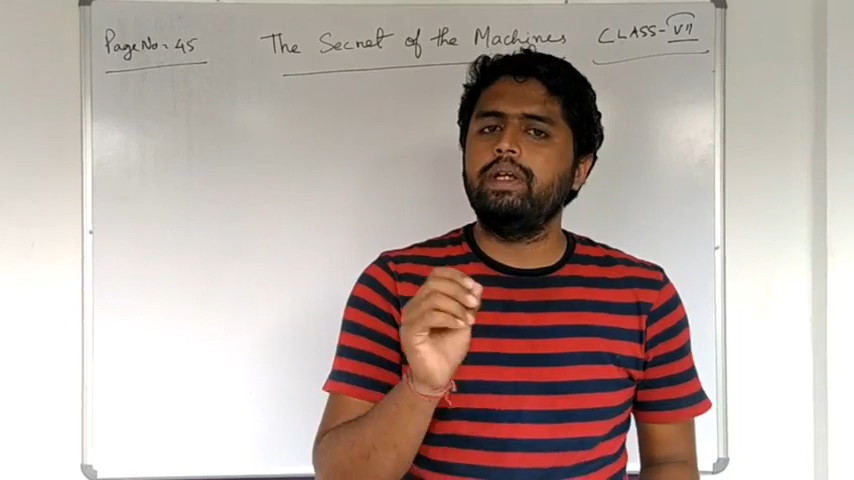 Page No: 45
The Secret of the Machines
CLASS-VII